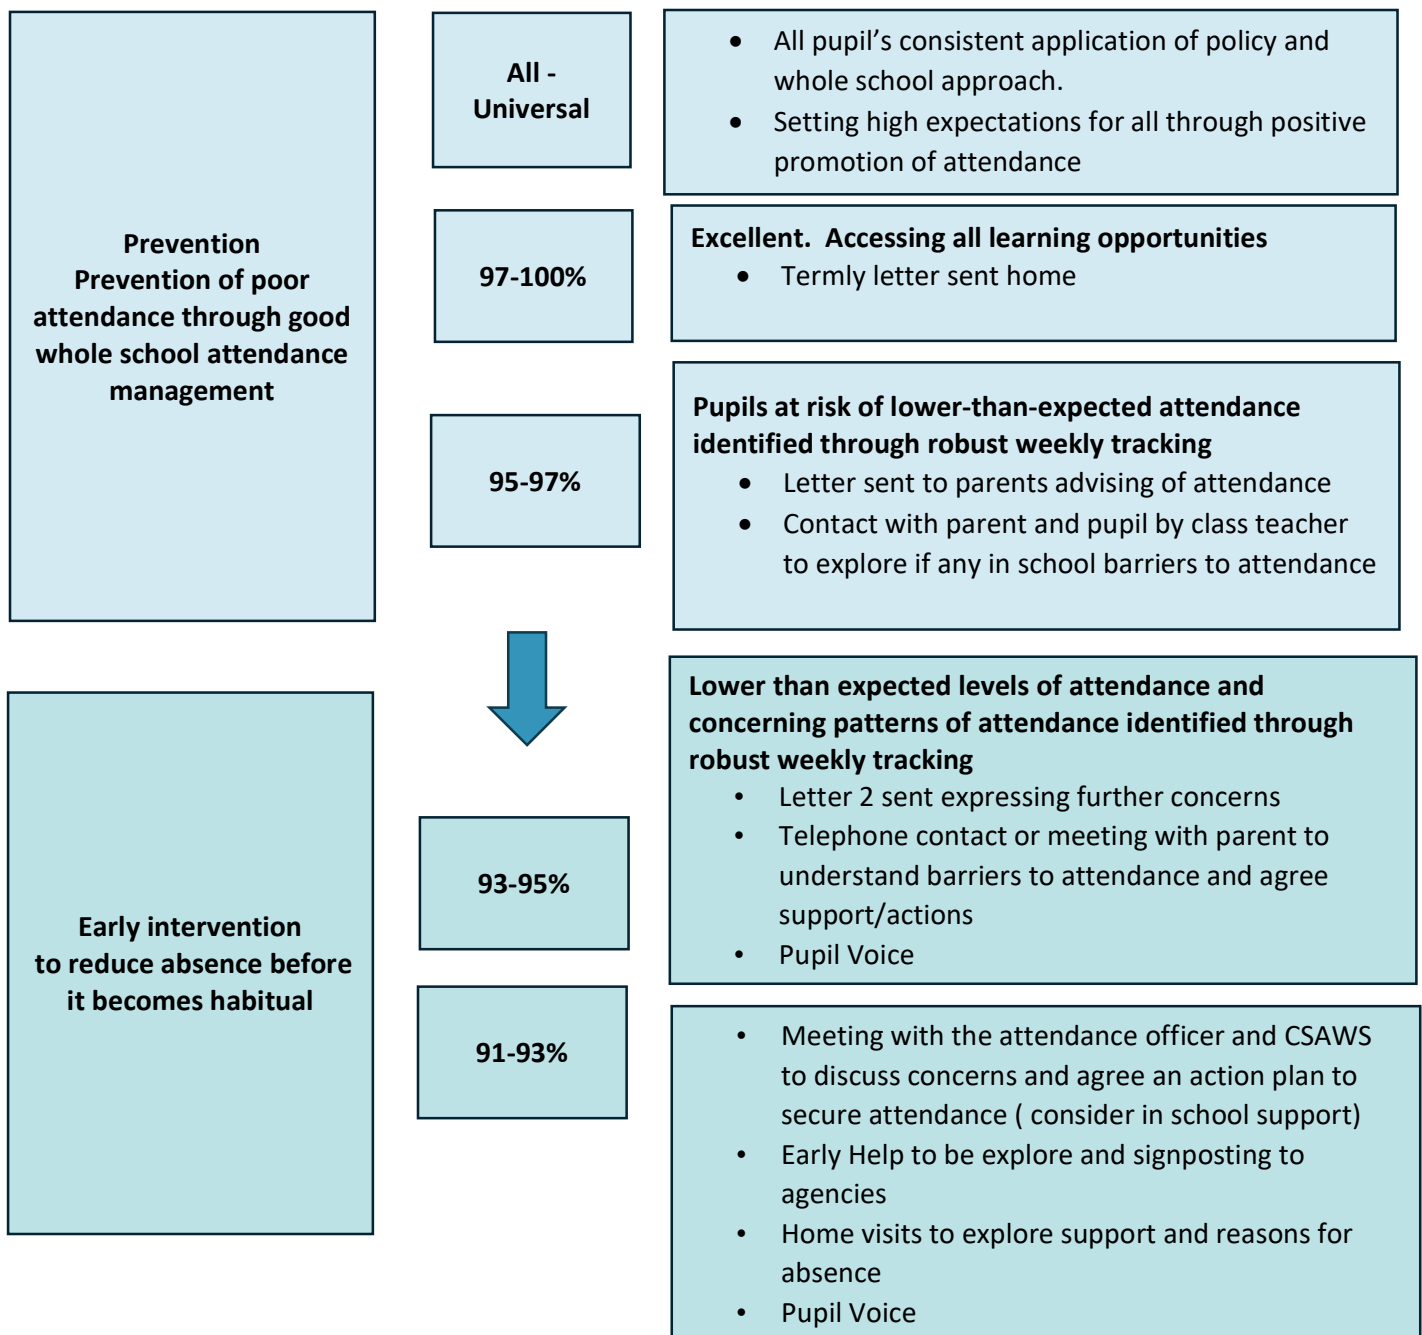 Prevention
Prevention of poor
attendance through good
whole school attendance
management
All -
Universal
• All pupil's consistent application of policy and
whole school approach.
• Setting high expectations for all through positive
promotion of attendance
97-100%
Excellent.  Accessing all learning opportunities
• Termly letter sent home
95-97%
Pupils at risk of lower-than-expected attendance
identified through robust weekly tracking
• Letter sent to parents advising of attendance
• Contact with parent and pupil by class teacher
to explore if any in school barriers to attendance
Early intervention
to reduce absence before
it becomes habitual
93-95%
Lower than expected levels of attendance and
concerning patterns of attendance identified through
robust weekly tracking
• Letter 2 sent expressing further concerns
• Telephone contact or meeting with parent to
understand barriers to attendance and agree
support/actions
• Pupil Voice
91-93%
• Meeting with the attendance officer and CSAWS
to discuss concerns and agree an action plan to
secure attendance ( consider in school support)
• Early Help to be explore and signposting to
agencies
• Home visits to explore support and reasons for
absence
• Pupil Voice